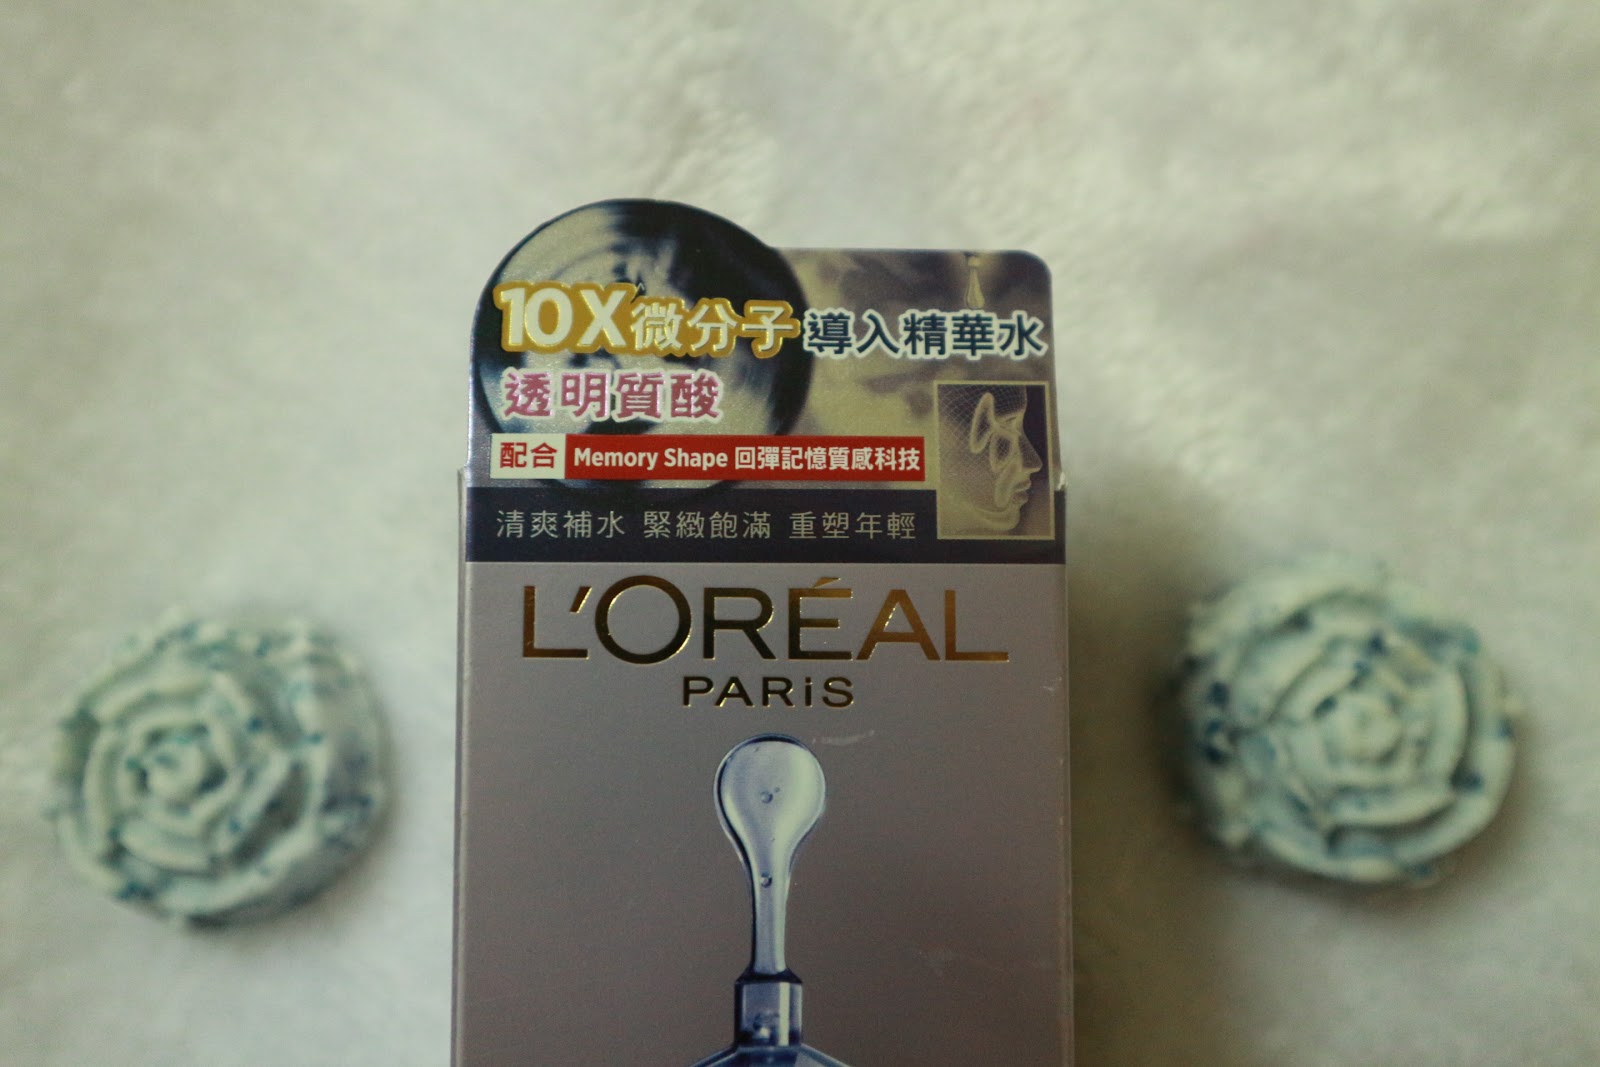 10X微分子 導入精華水
透明質酸
配合 Memory Shape 回彈記憶質感科技
清爽補水 緊緻飽滿 重塑年輕
L'ORÉAL
PARiS